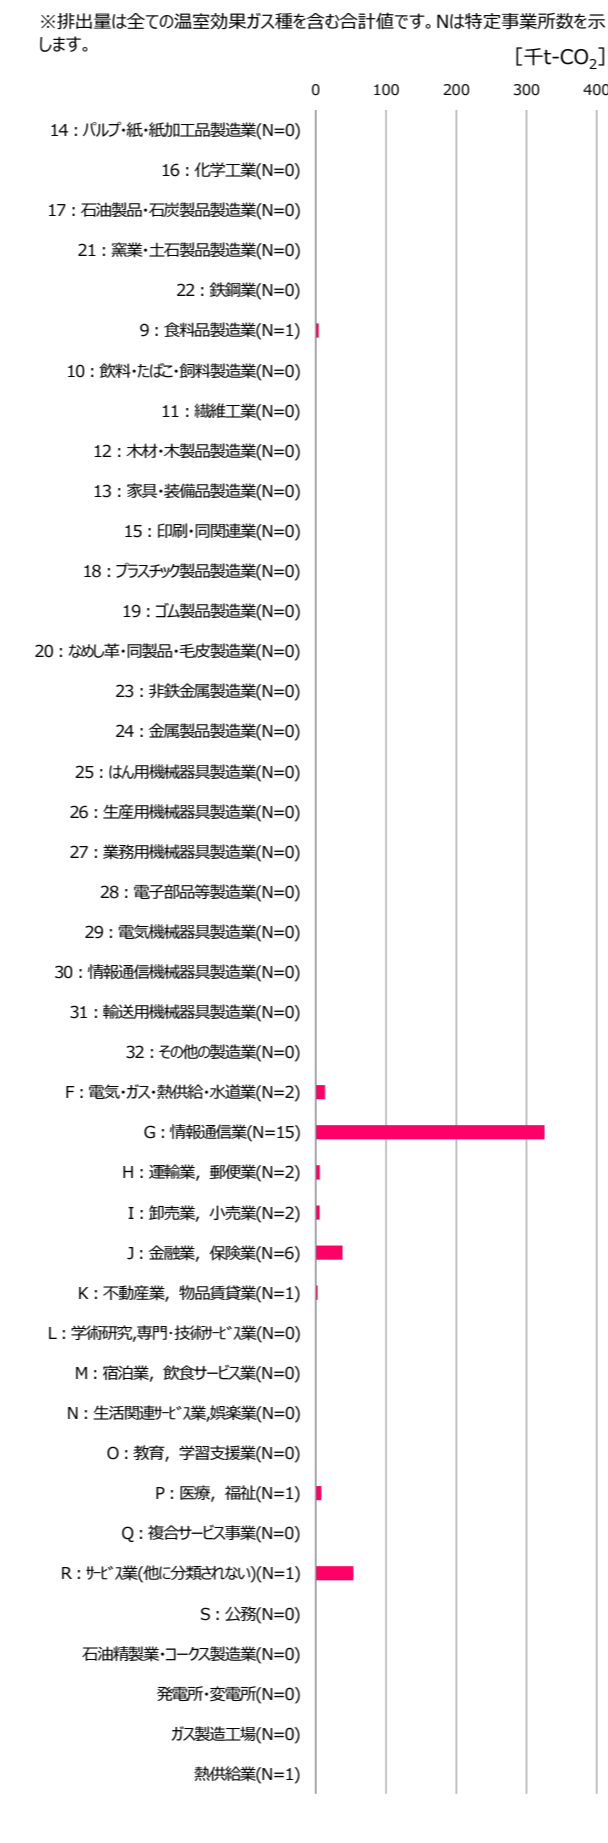 ※排出量は全ての温室効果ガス種を含む合計値です。Nは特定事業所数を示
します。
[千t-CO₂]
0 100 200 300 400
14：パルプ・紙・紙加工品製造業(N=0)
16：化学工業(N=0)
17：石油製品・石炭製品製造業(N=0)
21：窯業・土石製品製造業(N=0)
22：鉄鋼業(N=0)
9：食料品製造業(N=1)
10：飲料・たばこ・飼料製造業(N=0)
11：繊維工業(N=0)
12：木材・木製品製造業(N=0)
13：家具・装備品製造業(N=0)
15：印刷・同関連業(N=0)
18：プラスチック製品製造業(N=0)
19：ゴム製品製造業(N=0)
20：なめし革・同製品・毛皮製造業(N=0)
23：非鉄金属製造業(N=0)
24：金属製品製造業(N=0)
25：はん用機械器具製造業(N=0)
26：生産用機械器具製造業(N=0)
27：業務用機械器具製造業(N=0)
28：電子部品等製造業(N=0)
29：電気機械器具製造業(N=0)
30：情報通信機械器具製造業(N=0)
31：輸送用機械器具製造業(N=0)
32：その他の製造業(N=0)
F：電気・ガス・熱供給・水道業(N=2)
G：情報通信業(N=15)
H：運輸業，郵便業(N=2)
I：卸売業，小売業(N=2)
J：金融業，保険業(N=6)
K：不動産業，物品賃貸業(N=1)
L：学術研究,専門・技術ｻｰﾋﾞｽ業(N=0)
M：宿泊業，飲食サービス業(N=0)
N：生活関連ｻｰﾋﾞｽ業,娯楽業(N=0)
O：教育，学習支援業(N=0)
P：医療，福祉(N=1)
Q：複合サービス事業(N=0)
R：ｻｰﾋﾞｽ業(他に分類されない)(N=1)
S：公務(N=0)
石油精製業・コークス製造業(N=0)
発電所・変電所(N=0)
ガス製造工場(N=0)
熱供給業(N=1)